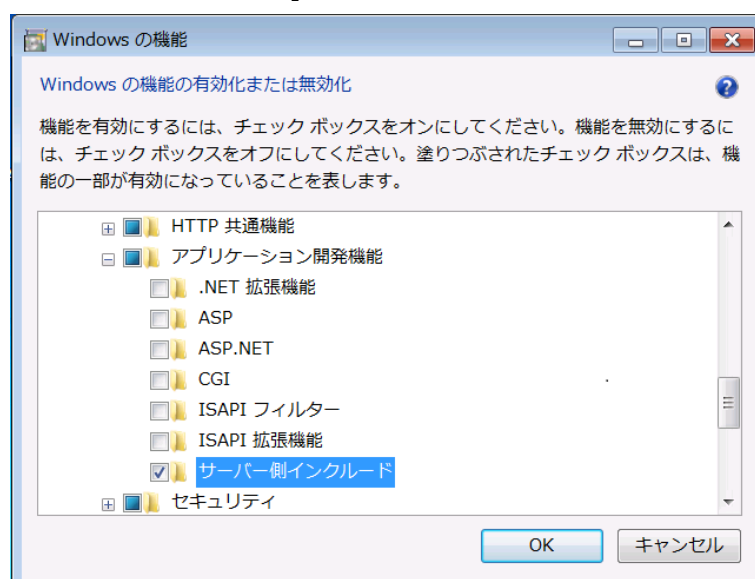 Windows の機能
Windows の機能の有効化または無効化
機能を有効にするには、チェック ボックスをオンにしてください。機能を無効にするに
は、チェック ボックスをオフにしてください。塗りつぶされたチェック ボックスは、機
能の一部が有効になっていることを表します。
HTTP 共通機能
アプリケーション開発機能
.NET 拡張機能
ASP
ASP.NET
CGI
ISAPI フィルター
ISAPI 拡張機能
サーバー側インクルード
セキュリティ
OK キャンセル